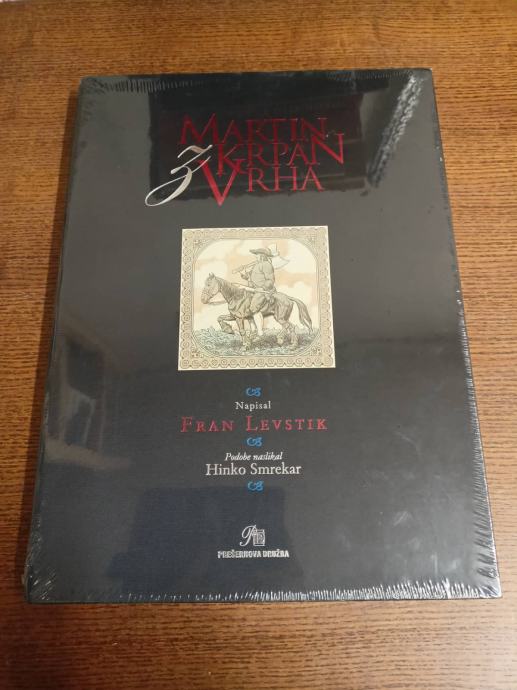 MARTIN
z KRPAN
VRHA
Napisal
FRAN LEVSTIK
Podobe naslikal
Hinko Smrekar
PREŠERNOVA DRUŽBA